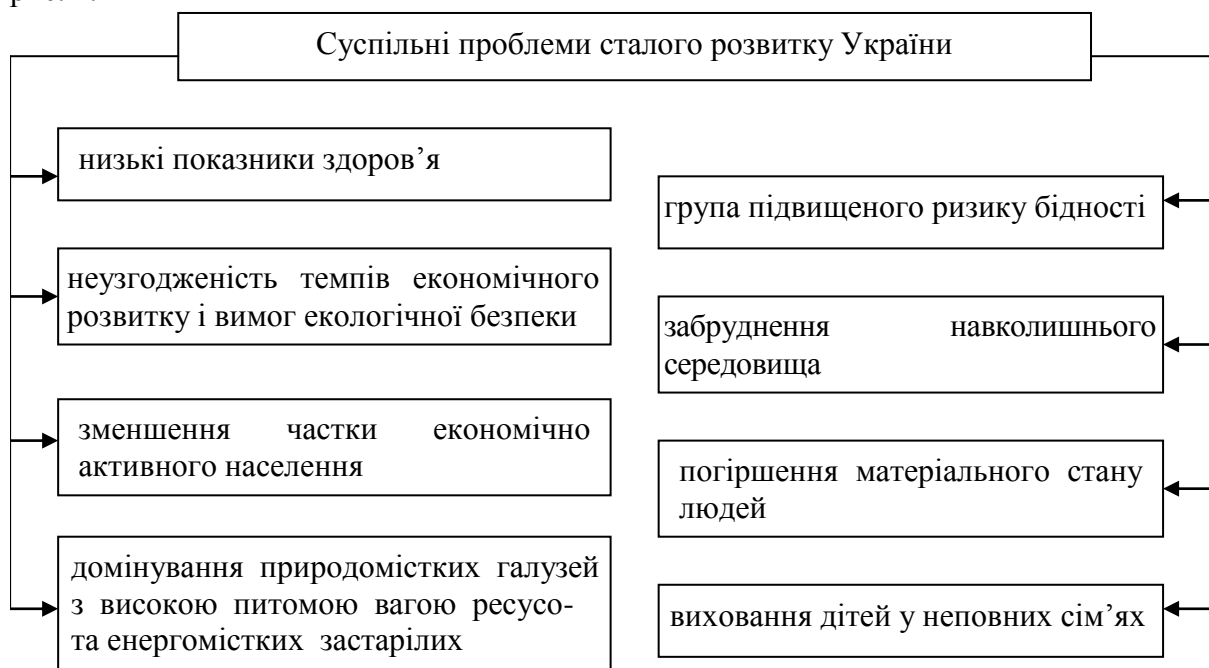 Суспільні проблеми сталого розвитку України
низькі показники здоров’я
неузгодженість темпів економічного
розвитку і вимог екологічної безпеки
зменшення частки економічно
активного населення
домінування природомістких галузей
з високою питомою вагою ресусо-
та енергомістких застарілих
група підвищеного ризику бідності
забруднення навколишнього
середовища
погіршення матеріального стану
людей
виховання дітей у неповних сім’ях